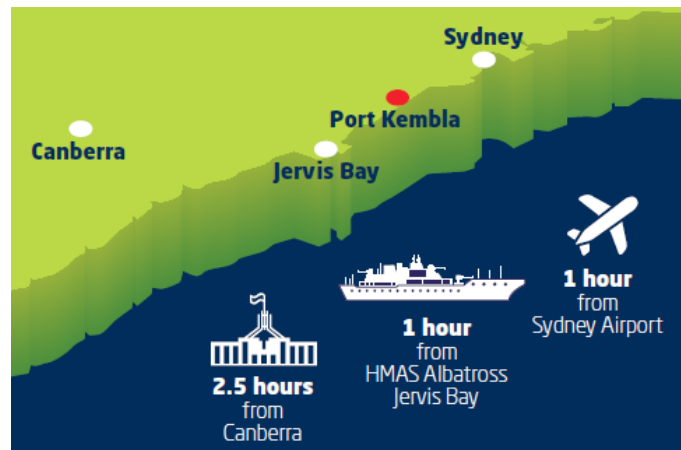 Sydney
Port Kembla
Canberra
Jervis Bay
1 hour
from
Sydney Airport
1 hour
from
HMAS Albatross
Jervis Bay
2.5 hours
from
Canberra